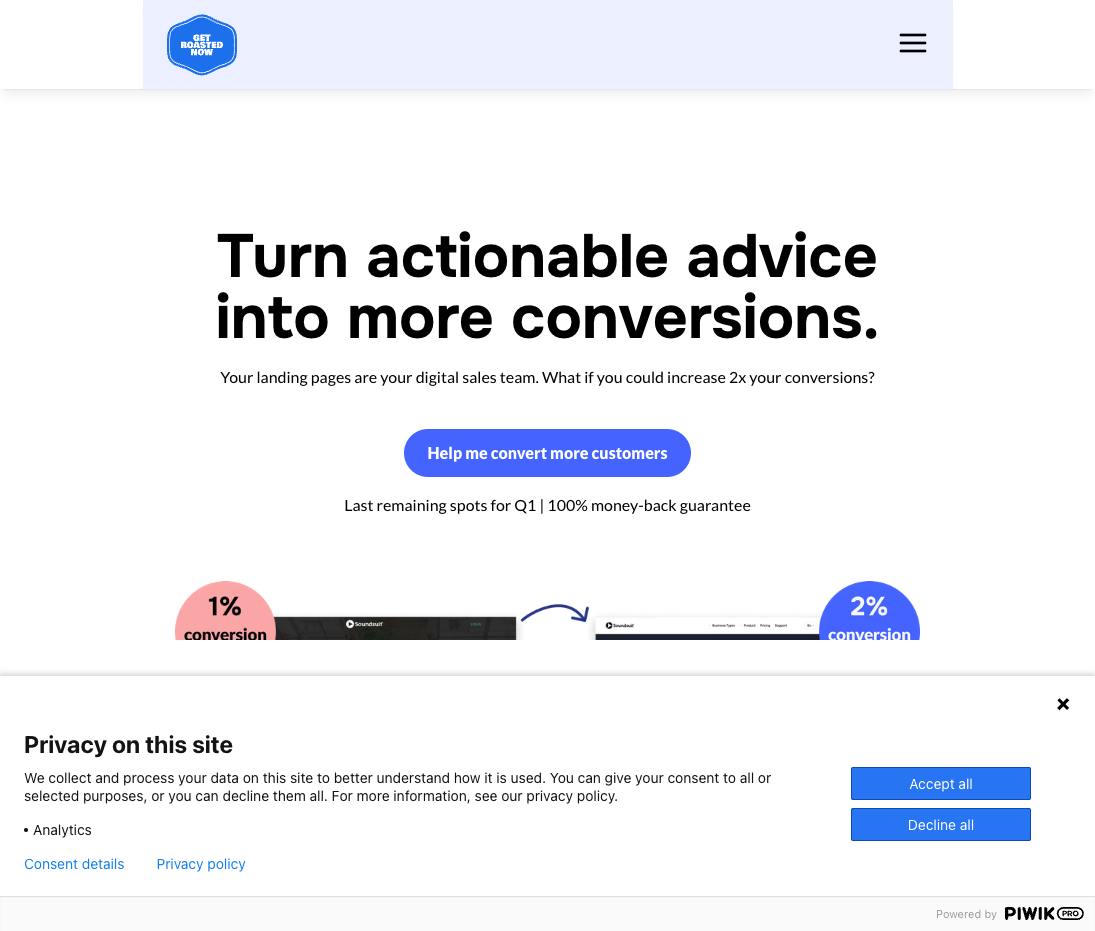 GET
ROASTED
NOW
Turn actionable advice
into more conversions.
Your landing pages are your digital sales team. What if you could increase 2x your conversions?
Help me convert more customers
Last remaining spots for Q1 | 100% money-back guarantee
1%
conversion
Soundsuit
2%
conversion
Soundsuit
Business Types
Product
Pricing
Support
Privacy on this site
We collect and process your data on this site to better understand how it is used. You can give your consent to all or
selected purposes, or you can decline them all. For more information, see our privacy policy.
• Analytics
Consent details
Privacy policy
Accept all
Decline all
Powered by PIWIK PRO